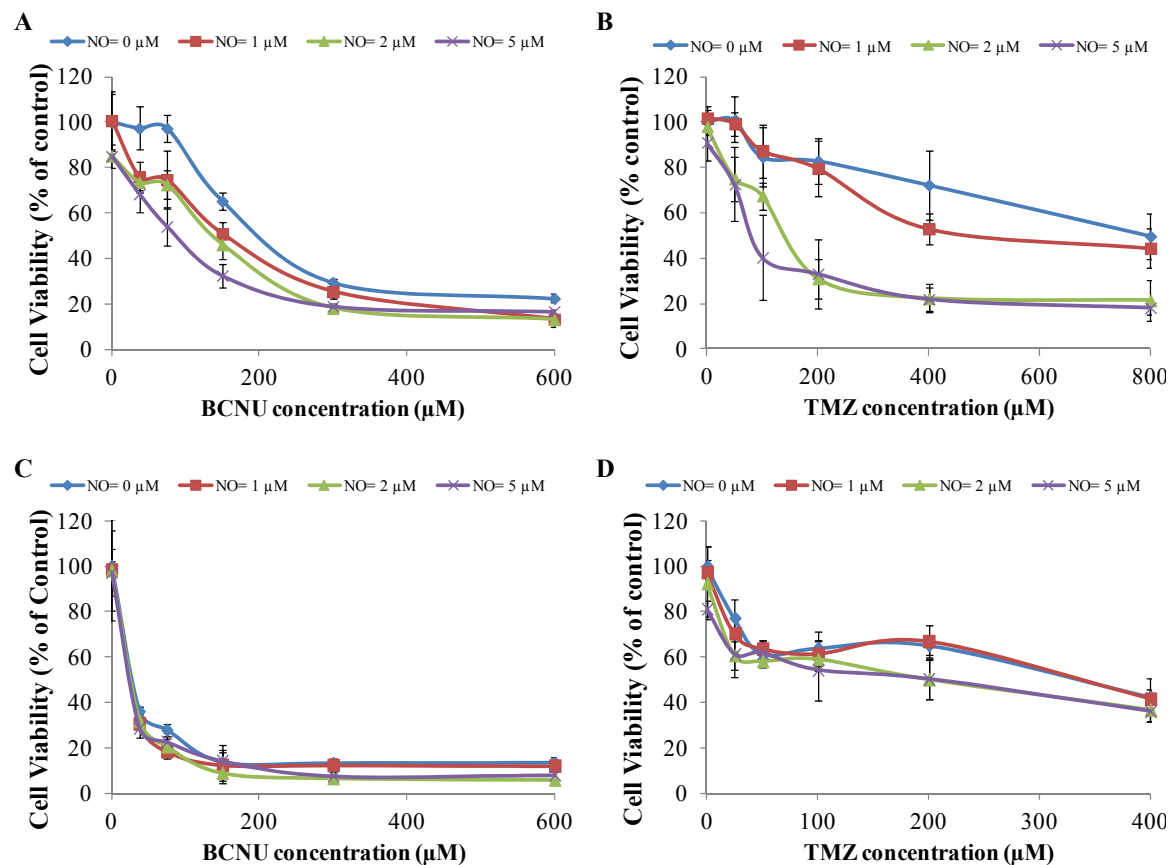 A
NO= 0 µM NO= 1 µM NO= 2 µM NO= 5 µM
120
100
80
60
40
20
0
Cell Viability (% of control)
0 200 400 600
BCNU concentration (µM)
B
NO= 0 µM NO= 1 µM NO= 2 µM NO= 5 µM
120
100
80
60
40
20
0
Cell Viability (% control)
0 200 400 600 800
TMZ concentration (µM)
C
NO= 0 µM NO= 1 µM NO= 2 µM NO= 5 µM
120
100
80
60
40
20
0
Cell Viability (% of Control)
0 200 400 600
BCNU concentration (µM)
D
NO= 0 µM NO= 1 µM NO= 2 µM NO= 5 µM
120
100
80
60
40
20
0
Cell Viability (% of control)
0 100 200 300 400
TMZ concentration (µM)